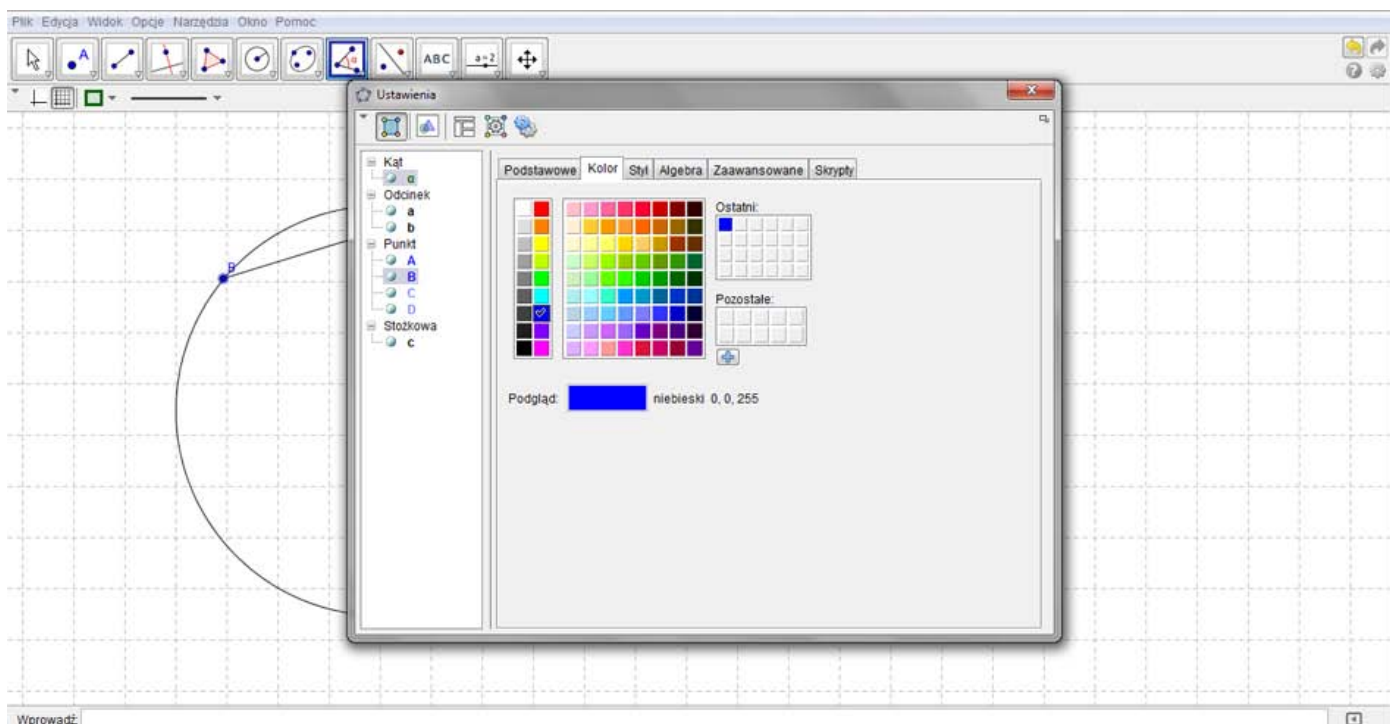 Plik Edycja Widok Opcje Narzędzia Okno Pomoc
A α ABC a=2
Ustawienia
Kąt
α
Odcinek
a
b
Punkt
A
B
C
D
Stożkowa
c
Podstawowe Kolor Styl Algebra Zaawansowane Skrypty
Ostatni:
Pozostałe:
Podgląd: niebieski 0, 0, 255
B
Wprowadź: